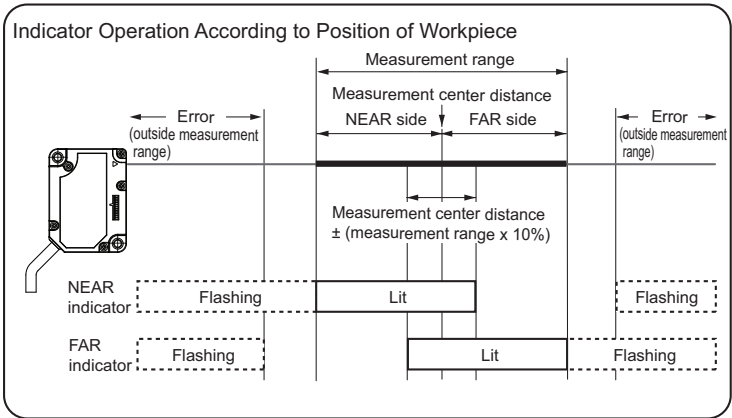 Indicator Operation According to Position of Workpiece
Measurement range
Measurement center distance
NEAR side
FAR side
Error
(outside measurement
range)
Error
(outside measurement
range)
Measurement center distance
± (measurement range x 10%)
NEAR
indicator
Flashing
Lit
Flashing
FAR
indicator
Flashing
Lit
Flashing